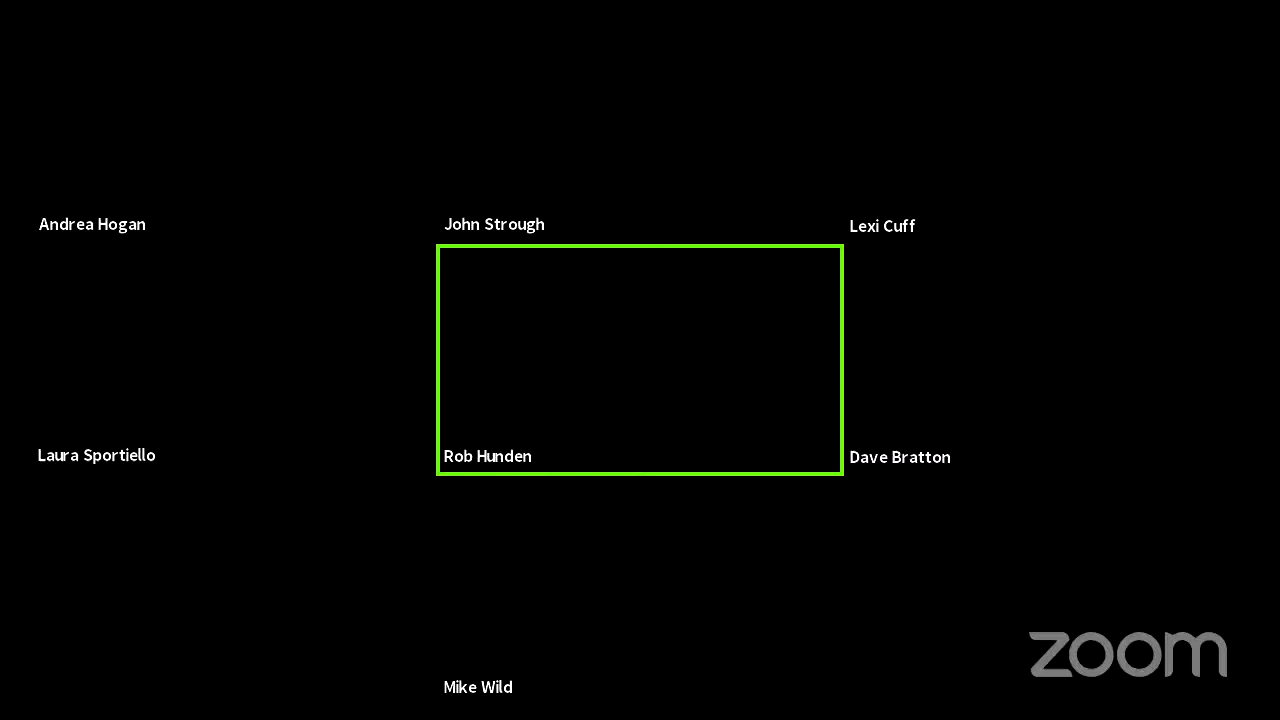 Andrea Hogan
John Strough
Lexi Cuff
Laura Sportiello
Rob Hunden
Dave Bratton
zoom
Mike Wild